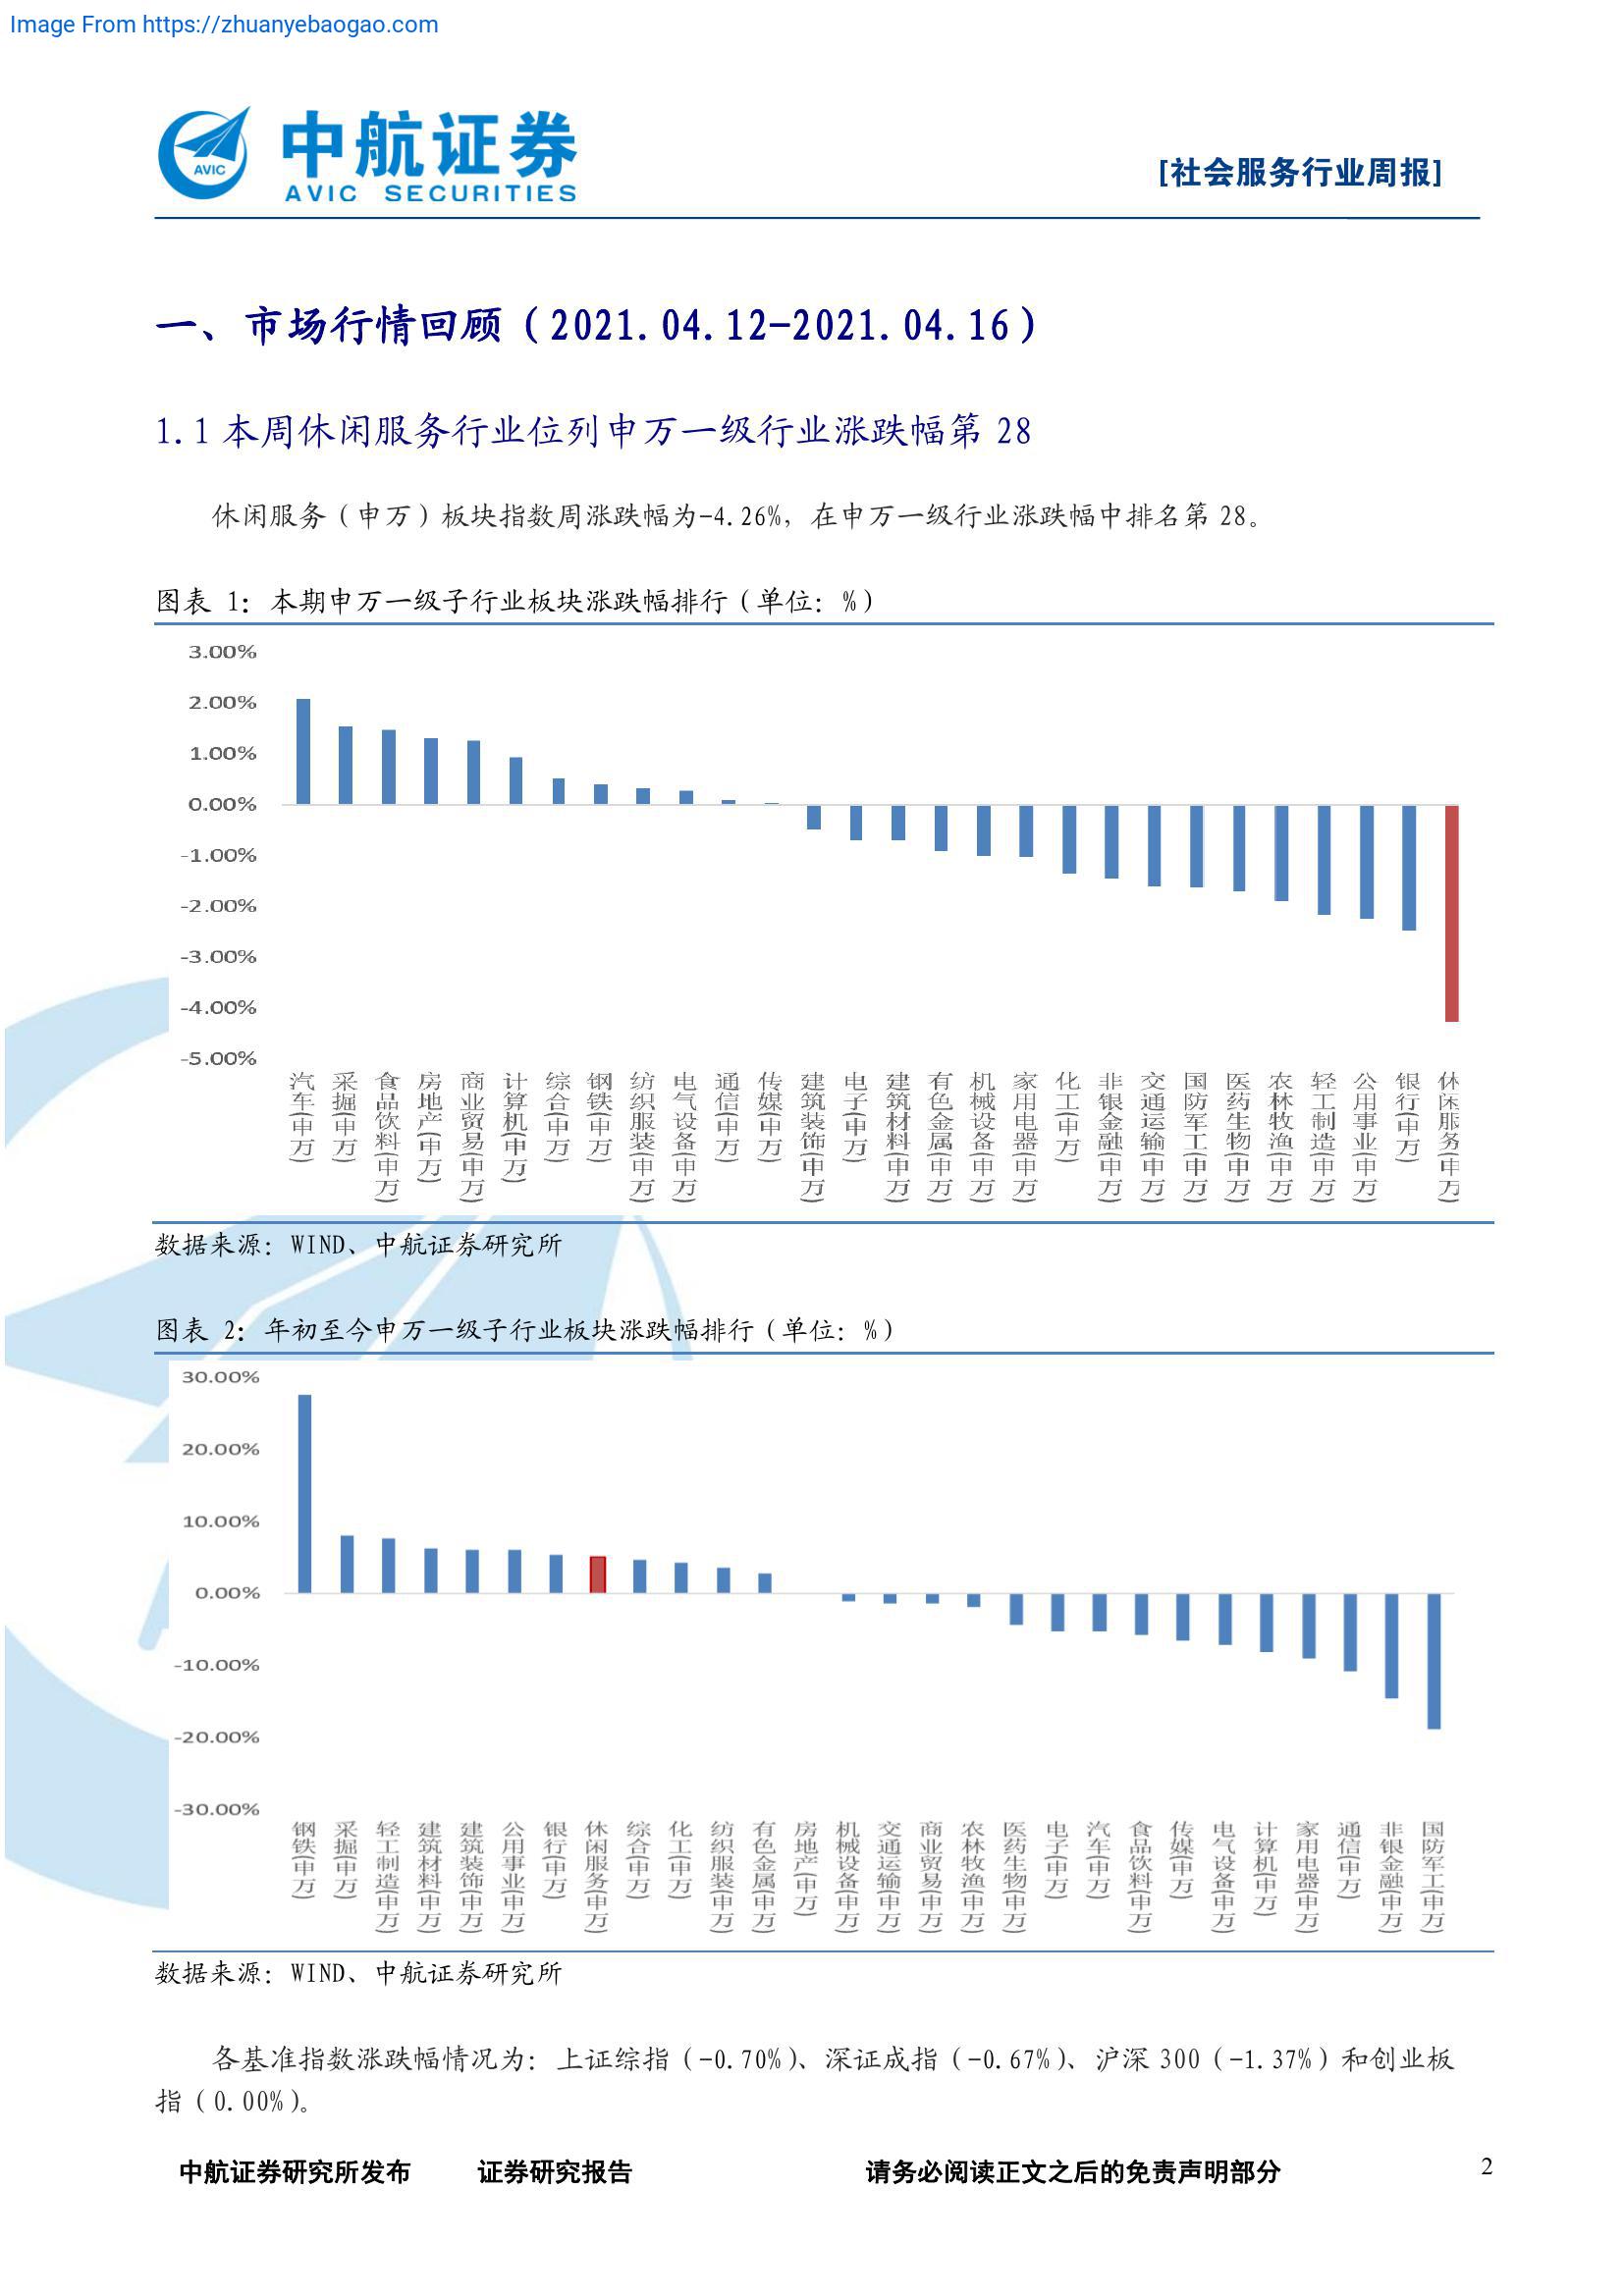 Image From https://zhuanyebaogao.com
中航证券
AVIC SECURITIES
AVIC
[社会服务行业周报]
一、市场行情回顾（2021.04.12-2021.04.16）
1.1 本周休闲服务行业位列申万一级行业涨跌幅第 28
休闲服务（申万）板块指数周涨跌幅为-4.26%，在申万一级行业涨跌幅中排名第 28。
图表 1：本期申万一级子行业板块涨跌幅排行（单位：%）
3.00%
2.00%
1.00%
0.00%
-1.00%
-2.00%
-3.00%
-4.00%
-5.00%
汽车(申万)
采掘(申万)
食品饮料(申万)
房地产(申万)
商业贸易(申万)
计算机(申万)
综合(申万)
钢铁(申万)
纺织服装(申万)
电气设备(申万)
通信(申万)
传媒(申万)
建筑装饰(申万)
电子(申万)
建筑材料(申万)
有色金属(申万)
机械设备(申万)
家用电器(申万)
化工(申万)
非银金融(申万)
交通运输(申万)
国防军工(申万)
医药生物(申万)
农林牧渔(申万)
轻工制造(申万)
公用事业(申万)
银行(申万)
休闲服务(申万)
数据来源：WIND、中航证券研究所
图表 2：年初至今申万一级子行业板块涨跌幅排行（单位：%）
30.00%
20.00%
10.00%
0.00%
-10.00%
-20.00%
-30.00%
钢铁(申万)
采掘(申万)
轻工制造(申万)
建筑材料(申万)
建筑装饰(申万)
公用事业(申万)
银行(申万)
休闲服务(申万)
综合(申万)
化工(申万)
纺织服装(申万)
有色金属(申万)
房地产(申万)
机械设备(申万)
交通运输(申万)
商业贸易(申万)
农林牧渔(申万)
医药生物(申万)
电子(申万)
汽车(申万)
食品饮料(申万)
传媒(申万)
电气设备(申万)
计算机(申万)
家用电器(申万)
通信(申万)
非银金融(申万)
国防军工(申万)
数据来源：WIND、中航证券研究所
各基准指数涨跌幅情况为：上证综指（-0.70%）、深证成指（-0.67%）、沪深 300（-1.37%）和创业板
指（0.00%）。
中航证券研究所发布 证券研究报告 请务必阅读正文之后的免责声明部分 2